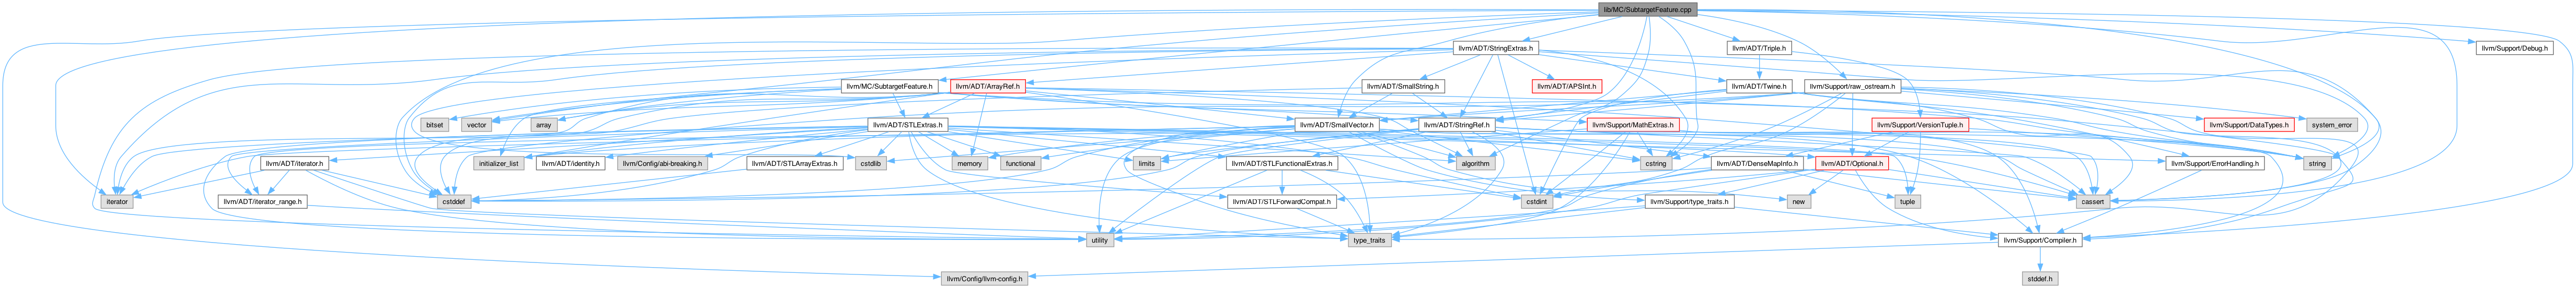 lib/MC/SubtargetFeature.cpp
llvm/ADT/StringExtras.h
llvm/ADT/Triple.h
llvm/Support/Debug.h
llvm/MC/SubtargetFeature.h
llvm/ADT/ArrayRef.h
llvm/ADT/SmallString.h
llvm/ADT/APSInt.h
llvm/ADT/Twine.h
llvm/Support/raw_ostream.h
bitset
vector
array
llvm/ADT/STLExtras.h
llvm/ADT/SmallVector.h
llvm/ADT/StringRef.h
llvm/Support/MathExtras.h
llvm/Support/VersionTuple.h
llvm/Support/DataTypes.h
system_error
llvm/ADT/iterator.h
initializer_list
llvm/ADT/identity.h
llvm/Config/abi-breaking.h
llvm/ADT/STLArrayExtras.h
cstdlib
memory
functional
limits
llvm/ADT/STLFunctionalExtras.h
algorithm
cstring
llvm/ADT/DenseMapInfo.h
llvm/ADT/Optional.h
llvm/Support/ErrorHandling.h
string
iterator
llvm/ADT/iterator_range.h
cstddef
llvm/ADT/STLForwardCompat.h
cstdint
llvm/Support/type_traits.h
new
tuple
cassert
utility
type_traits
llvm/Support/Compiler.h
llvm/Config/llvm-config.h
stddef.h